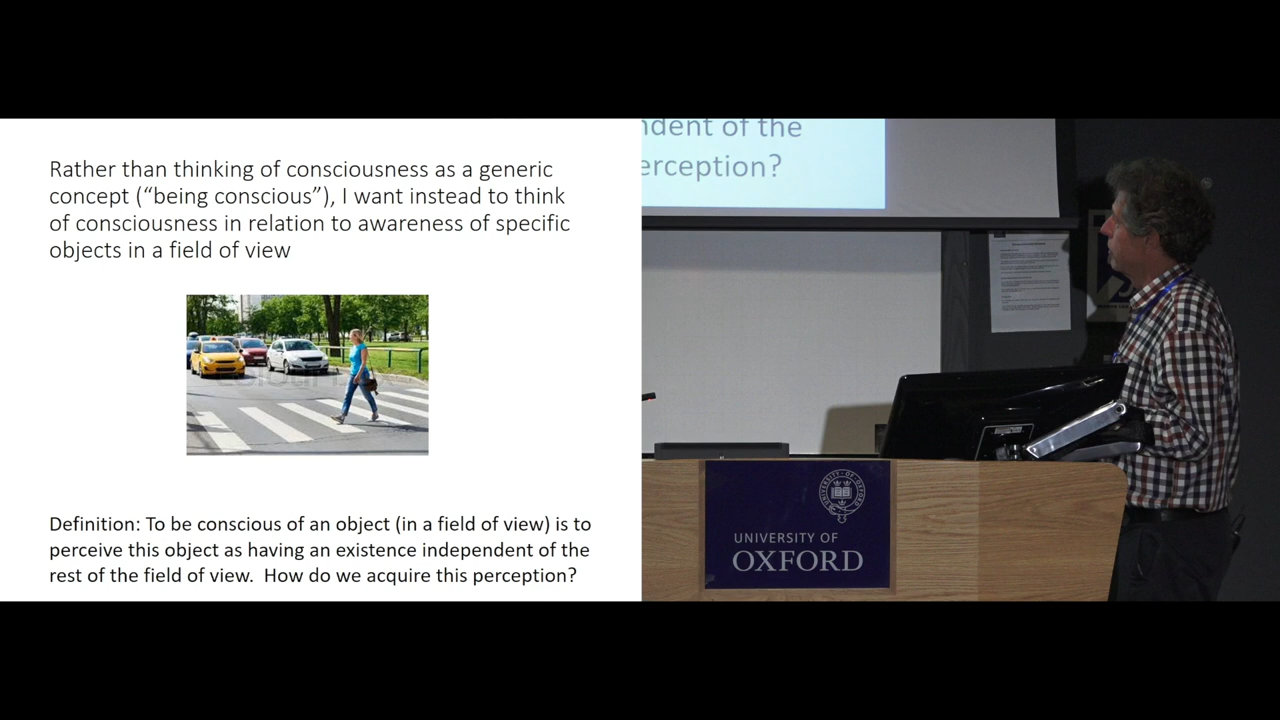 Rather than thinking of consciousness as a generic
concept (“being conscious”), I want instead to think
of consciousness in relation to awareness of specific
objects in a field of view
Definition: To be conscious of an object (in a field of view) is to
perceive this object as having an existence independent of the
rest of the field of view. How do we acquire this perception?
ndent of the
erception?
UNIVERSITY OF
OXFORD